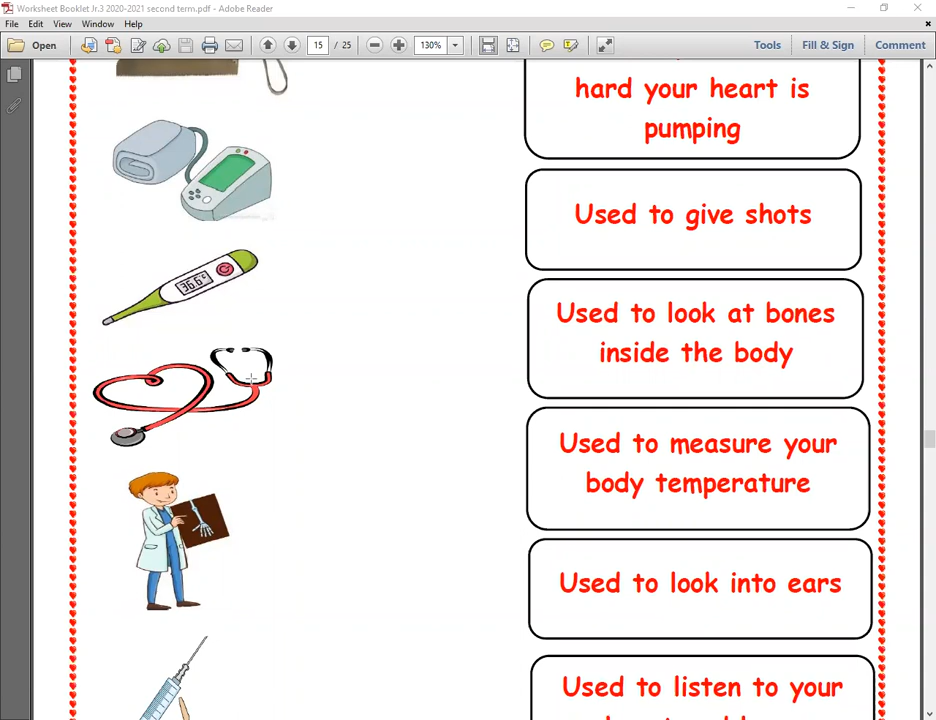 Worksheet Booklet Jr.3 2020-2021 second term.pdf - Adobe Reader
File Edit View Window Help
Open 15 / 25 130% Tools Fill & Sign Comment
hard your heart is
pumping
Used to give shots
36.6°
Used to look at bones
inside the body
Used to measure your
body temperature
Used to look into ears
Used to listen to your